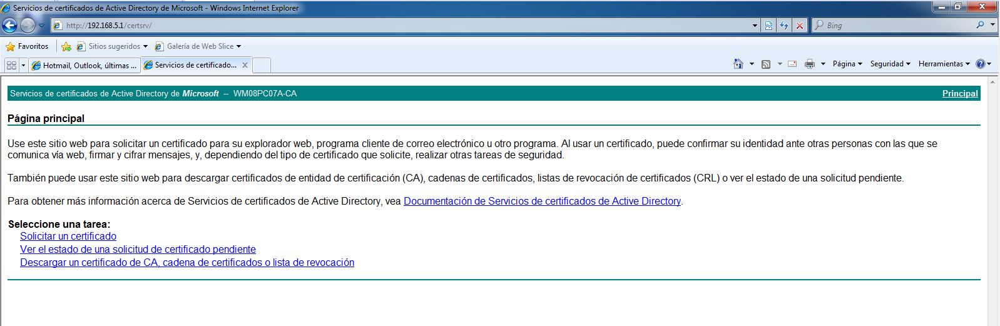 Servicios de certificados de Active Directory de Microsoft - Windows Internet Explorer
http://192.168.5.1/certsrv/
Bing
Favoritos
Sitios sugeridos
Galería de Web Slice
Hotmail, Outlook, últimas ...
Servicios de certificado...
Página
Seguridad
Herramientas
Servicios de certificados de Active Directory de Microsoft -- WM08PC07A-CA
Principal
Página principal
Use este sitio web para solicitar un certificado para su explorador web, programa cliente de correo electrónico u otro programa. Al usar un certificado, puede confirmar su identidad ante otras personas con las que se
comunica vía web, firmar y cifrar mensajes, y, dependiendo del tipo de certificado que solicite, realizar otras tareas de seguridad.
También puede usar este sitio web para descargar certificados de entidad de certificación (CA), cadenas de certificados, listas de revocación de certificados (CRL) o ver el estado de una solicitud pendiente.
Para obtener más información acerca de Servicios de certificados de Active Directory, vea Documentación de Servicios de certificados de Active Directory.
Seleccione una tarea:
Solicitar un certificado
Ver el estado de una solicitud de certificado pendiente
Descargar un certificado de CA, cadena de certificados o lista de revocación